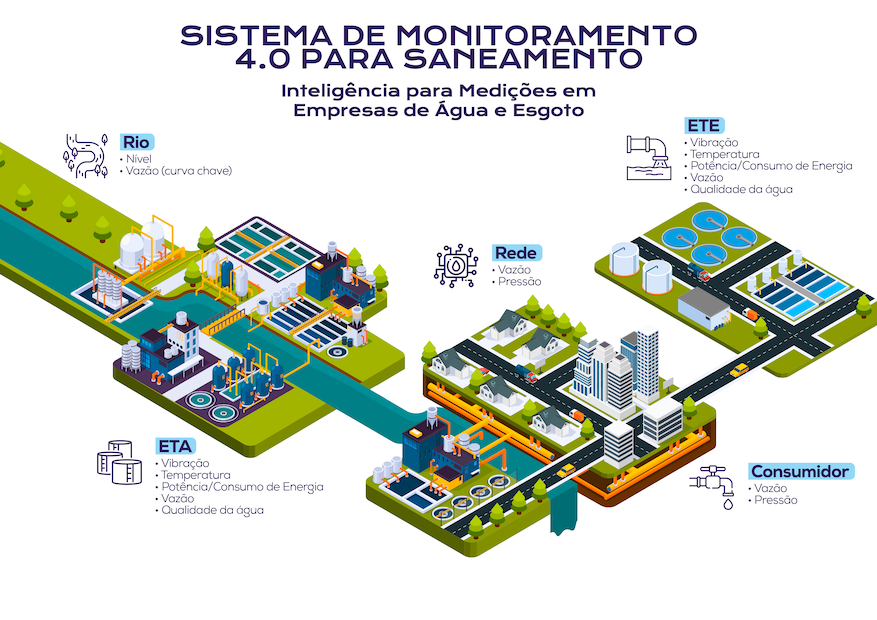 SISTEMA DE MONITORAMENTO
4.0 PARA SANEAMENTO
Inteligência para Medições em
Empresas de Água e Esgoto
Rio
• Nível
• Vazão (curva chave)
ETE
• Vibração
• Temperatura
• Potência/Consumo de Energia
• Vazão
• Qualidade da água
Rede
• Vazão
• Pressão
ETA
• Vibração
• Temperatura
• Potência/Consumo de Energia
• Vazão
• Qualidade da água
Consumidor
• Vazão
• Pressão